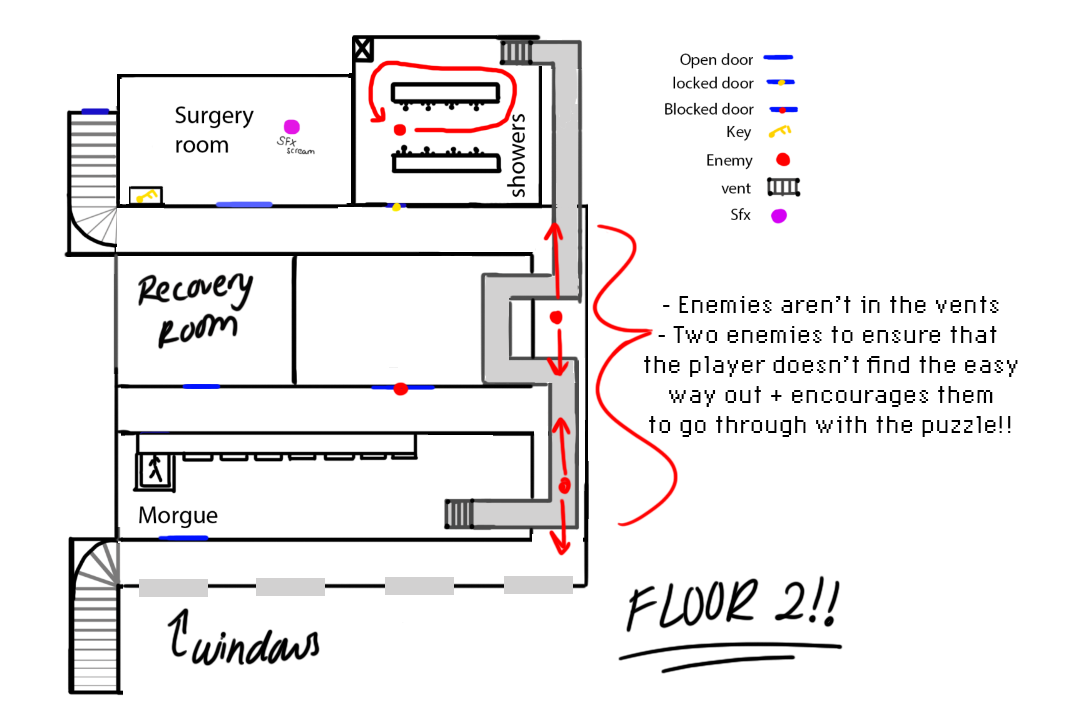 Surgery
room
SFX
scream
showers
Open door
locked door
Blocked door
Key
Enemy
vent
Sfx
Recovery
Room
- Enemies aren't in the vents
- Two enemies to ensure that
the player doesn't find the easy
way out + encourages them
to go through with the puzzle!!
Morgue
windows
FLOOR 2!!